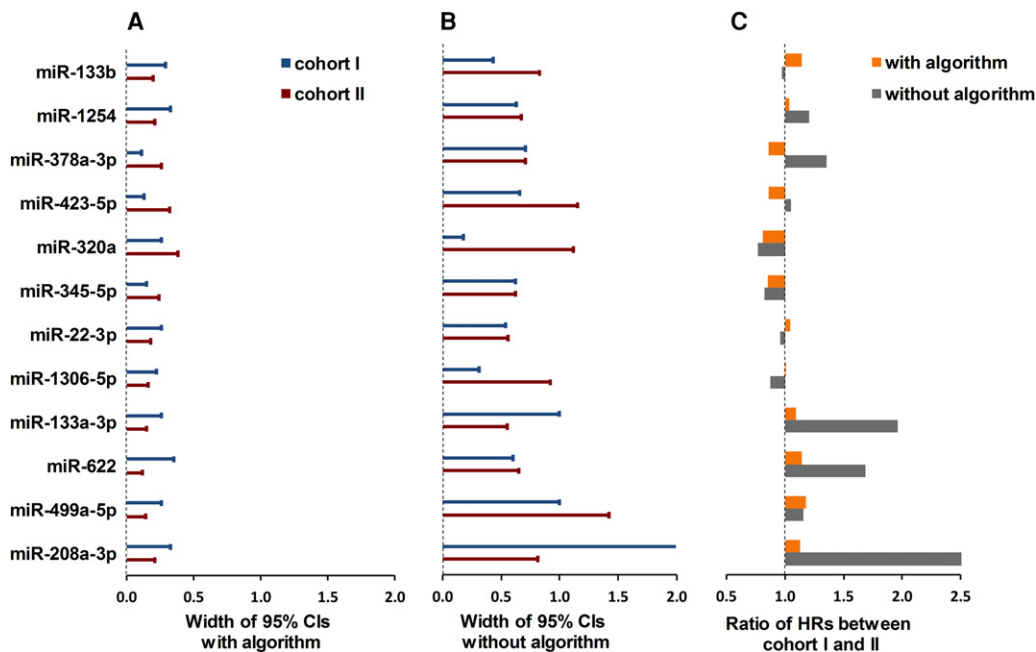 A
B
C
cohort I
cohort II
with algorithm
without algorithm
miR-133b
miR-1254
miR-378a-3p
miR-423-5p
miR-320a
miR-345-5p
miR-22-3p
miR-1306-5p
miR-133a-3p
miR-622
miR-499a-5p
miR-208a-3p
0.0 0.5 1.0 1.5 2.0
Width of 95% CIs
with algorithm
0.0 0.5 1.0 1.5 2.0
Width of 95% CIs
without algorithm
0.5 1.0 1.5 2.0 2.5
Ratio of HRs between
cohort I and II